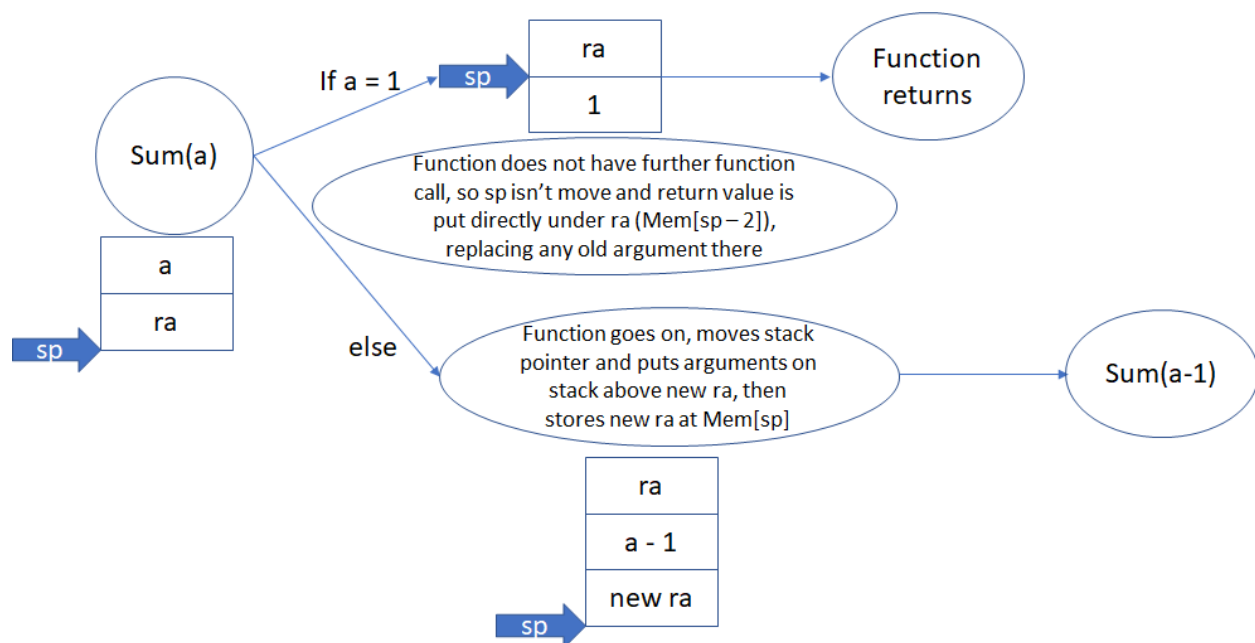 ra
If a = 1
sp
1
Function
returns
Sum(a)
Function does not have further function
call, so sp isn't move and return value is
put directly under ra (Mem[sp – 2]),
replacing any old argument there
a
ra
sp
else
Function goes on, moves stack
pointer and puts arguments on
stack above new ra, then
stores new ra at Mem[sp]
Sum(a-1)
ra
a - 1
new ra
sp